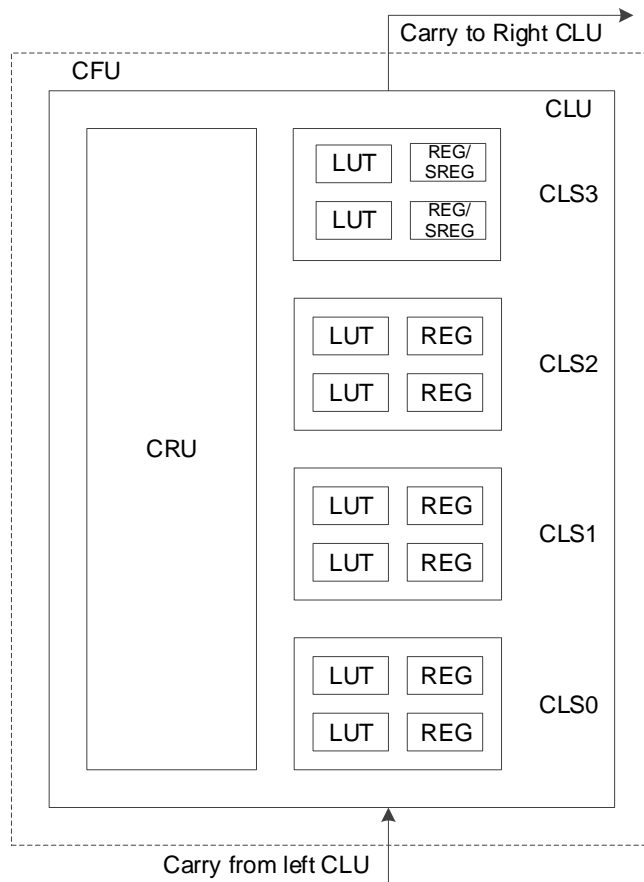 Carry to Right CLU
CFU
CLU
LUT REG/
SREG
CLS3
LUT REG/
SREG
LUT REG
CLS2
LUT REG
CRU
LUT REG
CLS1
LUT REG
LUT REG
CLS0
LUT REG
Carry from left CLU